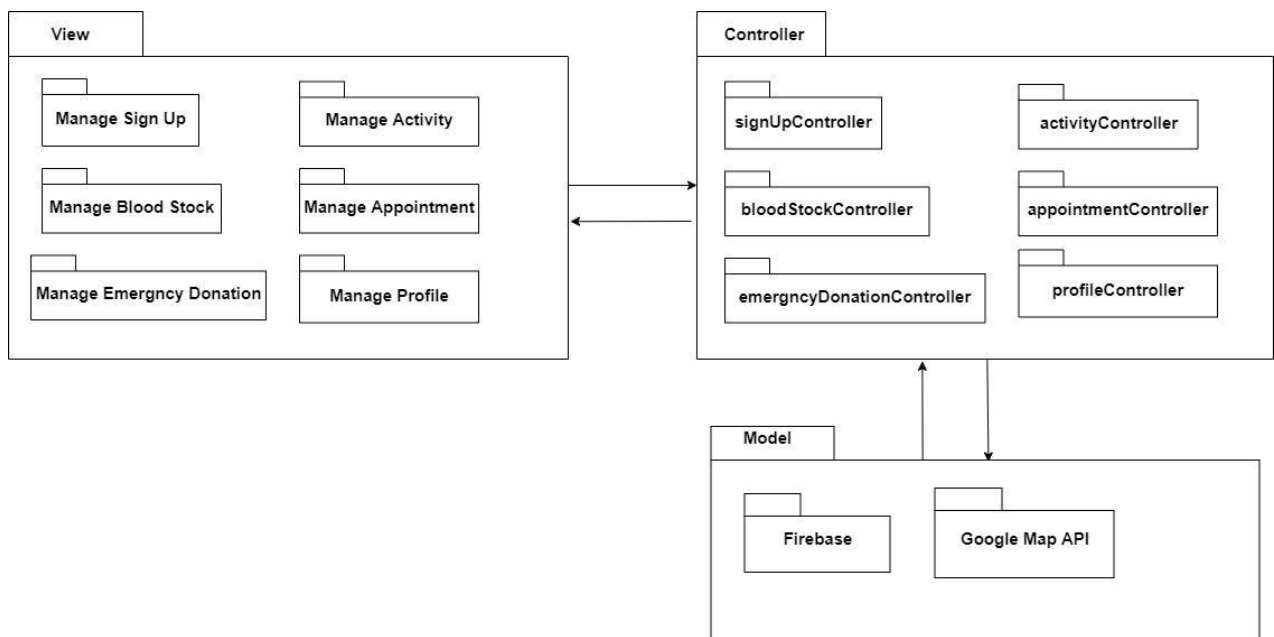 View
Manage Sign Up
Manage Activity
Manage Blood Stock
Manage Appointment
Manage Emergncy Donation
Manage Profile
Controller
signUpController
activityController
bloodStockController
appointmentController
emergncyDonationController
profileController
Model
Firebase
Google Map API